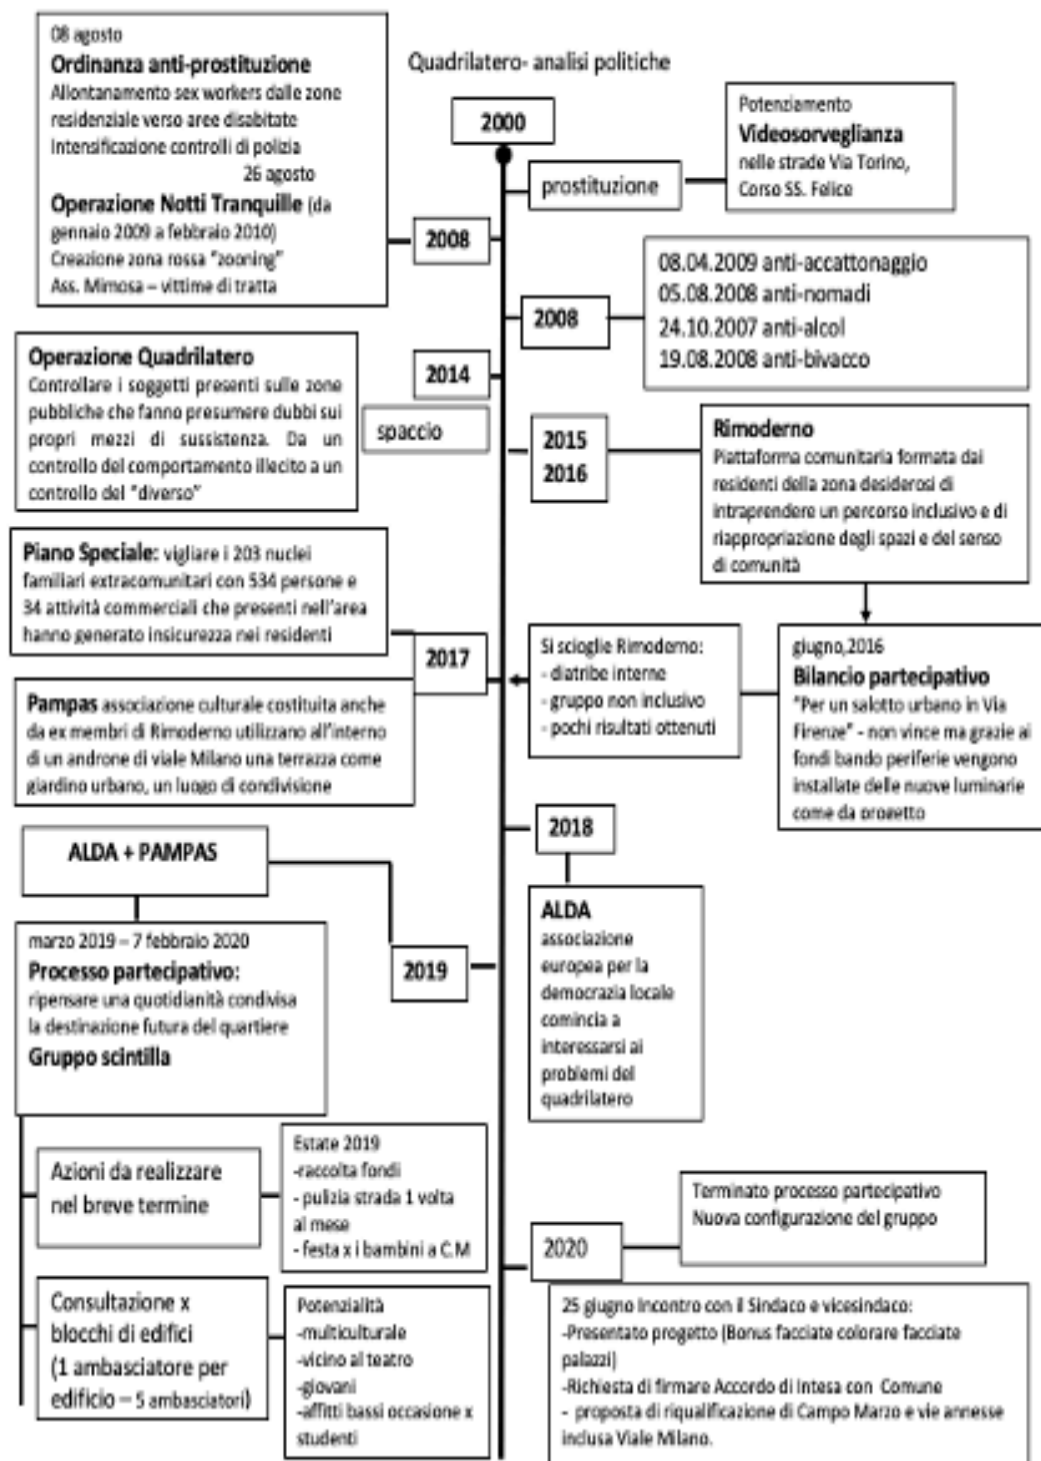 Quadrilatero- analisi politiche
2000
08 agosto
Ordinanza anti-prostituzione
Allontanamento sex workers dalle zone
residenziale verso aree disabitate
Intensificazione controlli di polizia
26 agosto
Operazione Notti Tranquille (da
gennaio 2009 a febbraio 2010)
Creazione zona rossa "zooning"
Ass. Mimosa – vittime di tratta
2008
prostituzione
Potenziamento
Videosorveglianza
nelle strade Via Torino,
Corso SS. Felice
2008
08.04.2009 anti-accattonaggio
05.08.2008 anti-nomadi
24.10.2007 anti-alcol
19.08.2008 anti-bivacco
Operazione Quadrilatero
Controllare i soggetti presenti sulle zone
pubbliche che fanno presumere dubbi sui
propri mezzi di sussistenza. Da un
controllo del comportamento illecito a un
controllo del "diverso"
2014
spaccio
2015
2016
Rimoderno
Piattaforma comunitaria formata dai
residenti della zona desiderosi di
intraprendere un percorso inclusivo e di
riappropriazione degli spazi e del senso
di comunità
giugno,2016
Bilancio partecipativo
"Per un salotto urbano in Via
Firenze" - non vince ma grazie ai
fondi bando periferie vengono
installate delle nuove luminarie
come da progetto
Si scioglie Rimoderno:
- diatribe interne
- gruppo non inclusivo
- pochi risultati ottenuti
Piano Speciale: vigliare i 203 nuclei
familiari extracomunitari con 534 persone e
34 attività commerciali che presenti nell'area
hanno generato insicurezza nei residenti
2017
Pampas associazione culturale costituita anche
da ex membri di Rimoderno utilizzano all'interno
di un androne di viale Milano una terrazza come
giardino urbano, un luogo di condivisione
2018
ALDA
associazione
europea per la
democrazia locale
comincia a
interessarsi ai
problemi del
quadrilatero
ALDA + PAMPAS
2019
marzo 2019 – 7 febbraio 2020
Processo partecipativo:
ripensare una quotidianità condivisa
la destinazione futura del quartiere
Gruppo scintilla
Azioni da realizzare
nel breve termine
Estate 2019
-raccolta fondi
- pulizia strada 1 volta
al mese
- festa x i bambini a C.M
Consultazione x
blocchi di edifici
(1 ambasciatore per
edificio – 5 ambasciatori)
Potenzialità
-multiculturale
-vicino al teatro
-giovani
-affitti bassi occasione x
studenti
2020
Terminato processo partecipativo
Nuova configurazione del gruppo
25 giugno Incontro con il Sindaco e vicesindaco:
-Presentato progetto (Bonus facciate colorare facciate
palazzi)
-Richiesta di firmare Accordo di Intesa con Comune
- proposta di riqualificazione di Campo Marzo e vie annesse
inclusa Viale Milano.